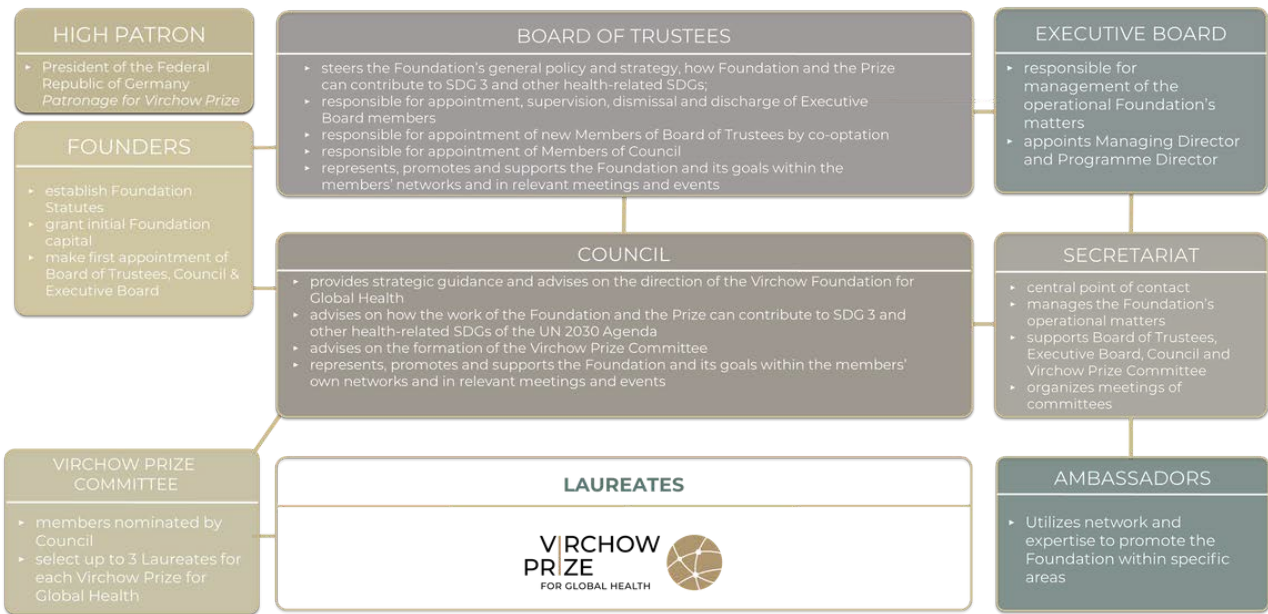 HIGH PATRON
▸ President of the Federal
Republic of Germany
Patronage for Virchow Prize
FOUNDERS
▸ establish Foundation
Statutes
▸ grant initial Foundation
capital
▸ make first appointment of
Board of Trustees, Council &
Executive Board
BOARD OF TRUSTEES
▸ steers the Foundation's general policy and strategy, how Foundation and the Prize
can contribute to SDG 3 and other health-related SDGs;
▸ responsible for appointment, supervision, dismissal and discharge of Executive
Board members
▸ responsible for appointment of new Members of Board of Trustees by co-optation
▸ responsible for appointment of Members of Council
▸ represents, promotes and supports the Foundation and its goals within the
members' networks and in relevant meetings and events
EXECUTIVE BOARD
▸ responsible for
management of the
operational Foundation's
matters
▸ appoints Managing Director
and Programme Director
COUNCIL
▸ provides strategic guidance and advises on the direction of the Virchow Foundation for
Global Health
▸ advises on how the work of the Foundation and the Prize can contribute to SDG 3 and
other health-related SDGs of the UN 2030 Agenda
▸ advises on the formation of the Virchow Prize Committee
▸ represents, promotes and supports the Foundation and its goals within the members'
own networks and in relevant meetings and events
SECRETARIAT
▸ central point of contact
▸ manages the Foundation's
operational matters
▸ supports Board of Trustees,
Executive Board, Council and
Virchow Prize Committee
▸ organizes meetings of
committees
VIRCHOW PRIZE
COMMITTEE
▸ members nominated by
Council
▸ select up to 3 Laureates for
each Virchow Prize for
Global Health
LAUREATES
VIRCHOW
PRIZE
FOR GLOBAL HEALTH
AMBASSADORS
▸ Utilizes network and
expertise to promote the
Foundation within specific
areas